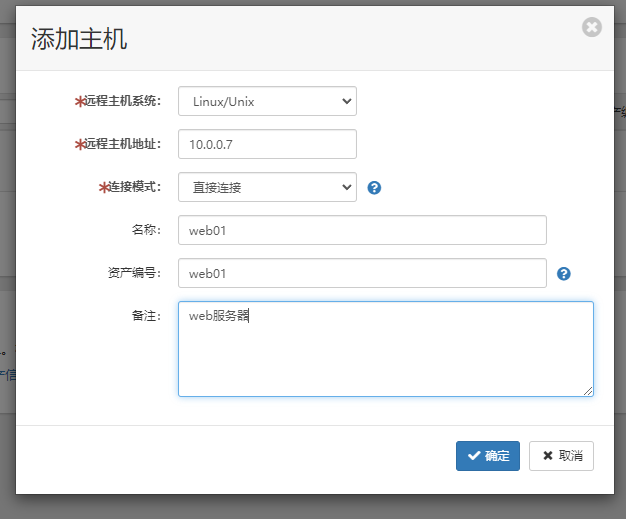 添加主机
*远程主机系统： Linux/Unix
*远程主机地址： 10.0.0.7
*连接模式： 直接连接
名称： web01
资产编号： web01
备注： web服务器
确定 取消